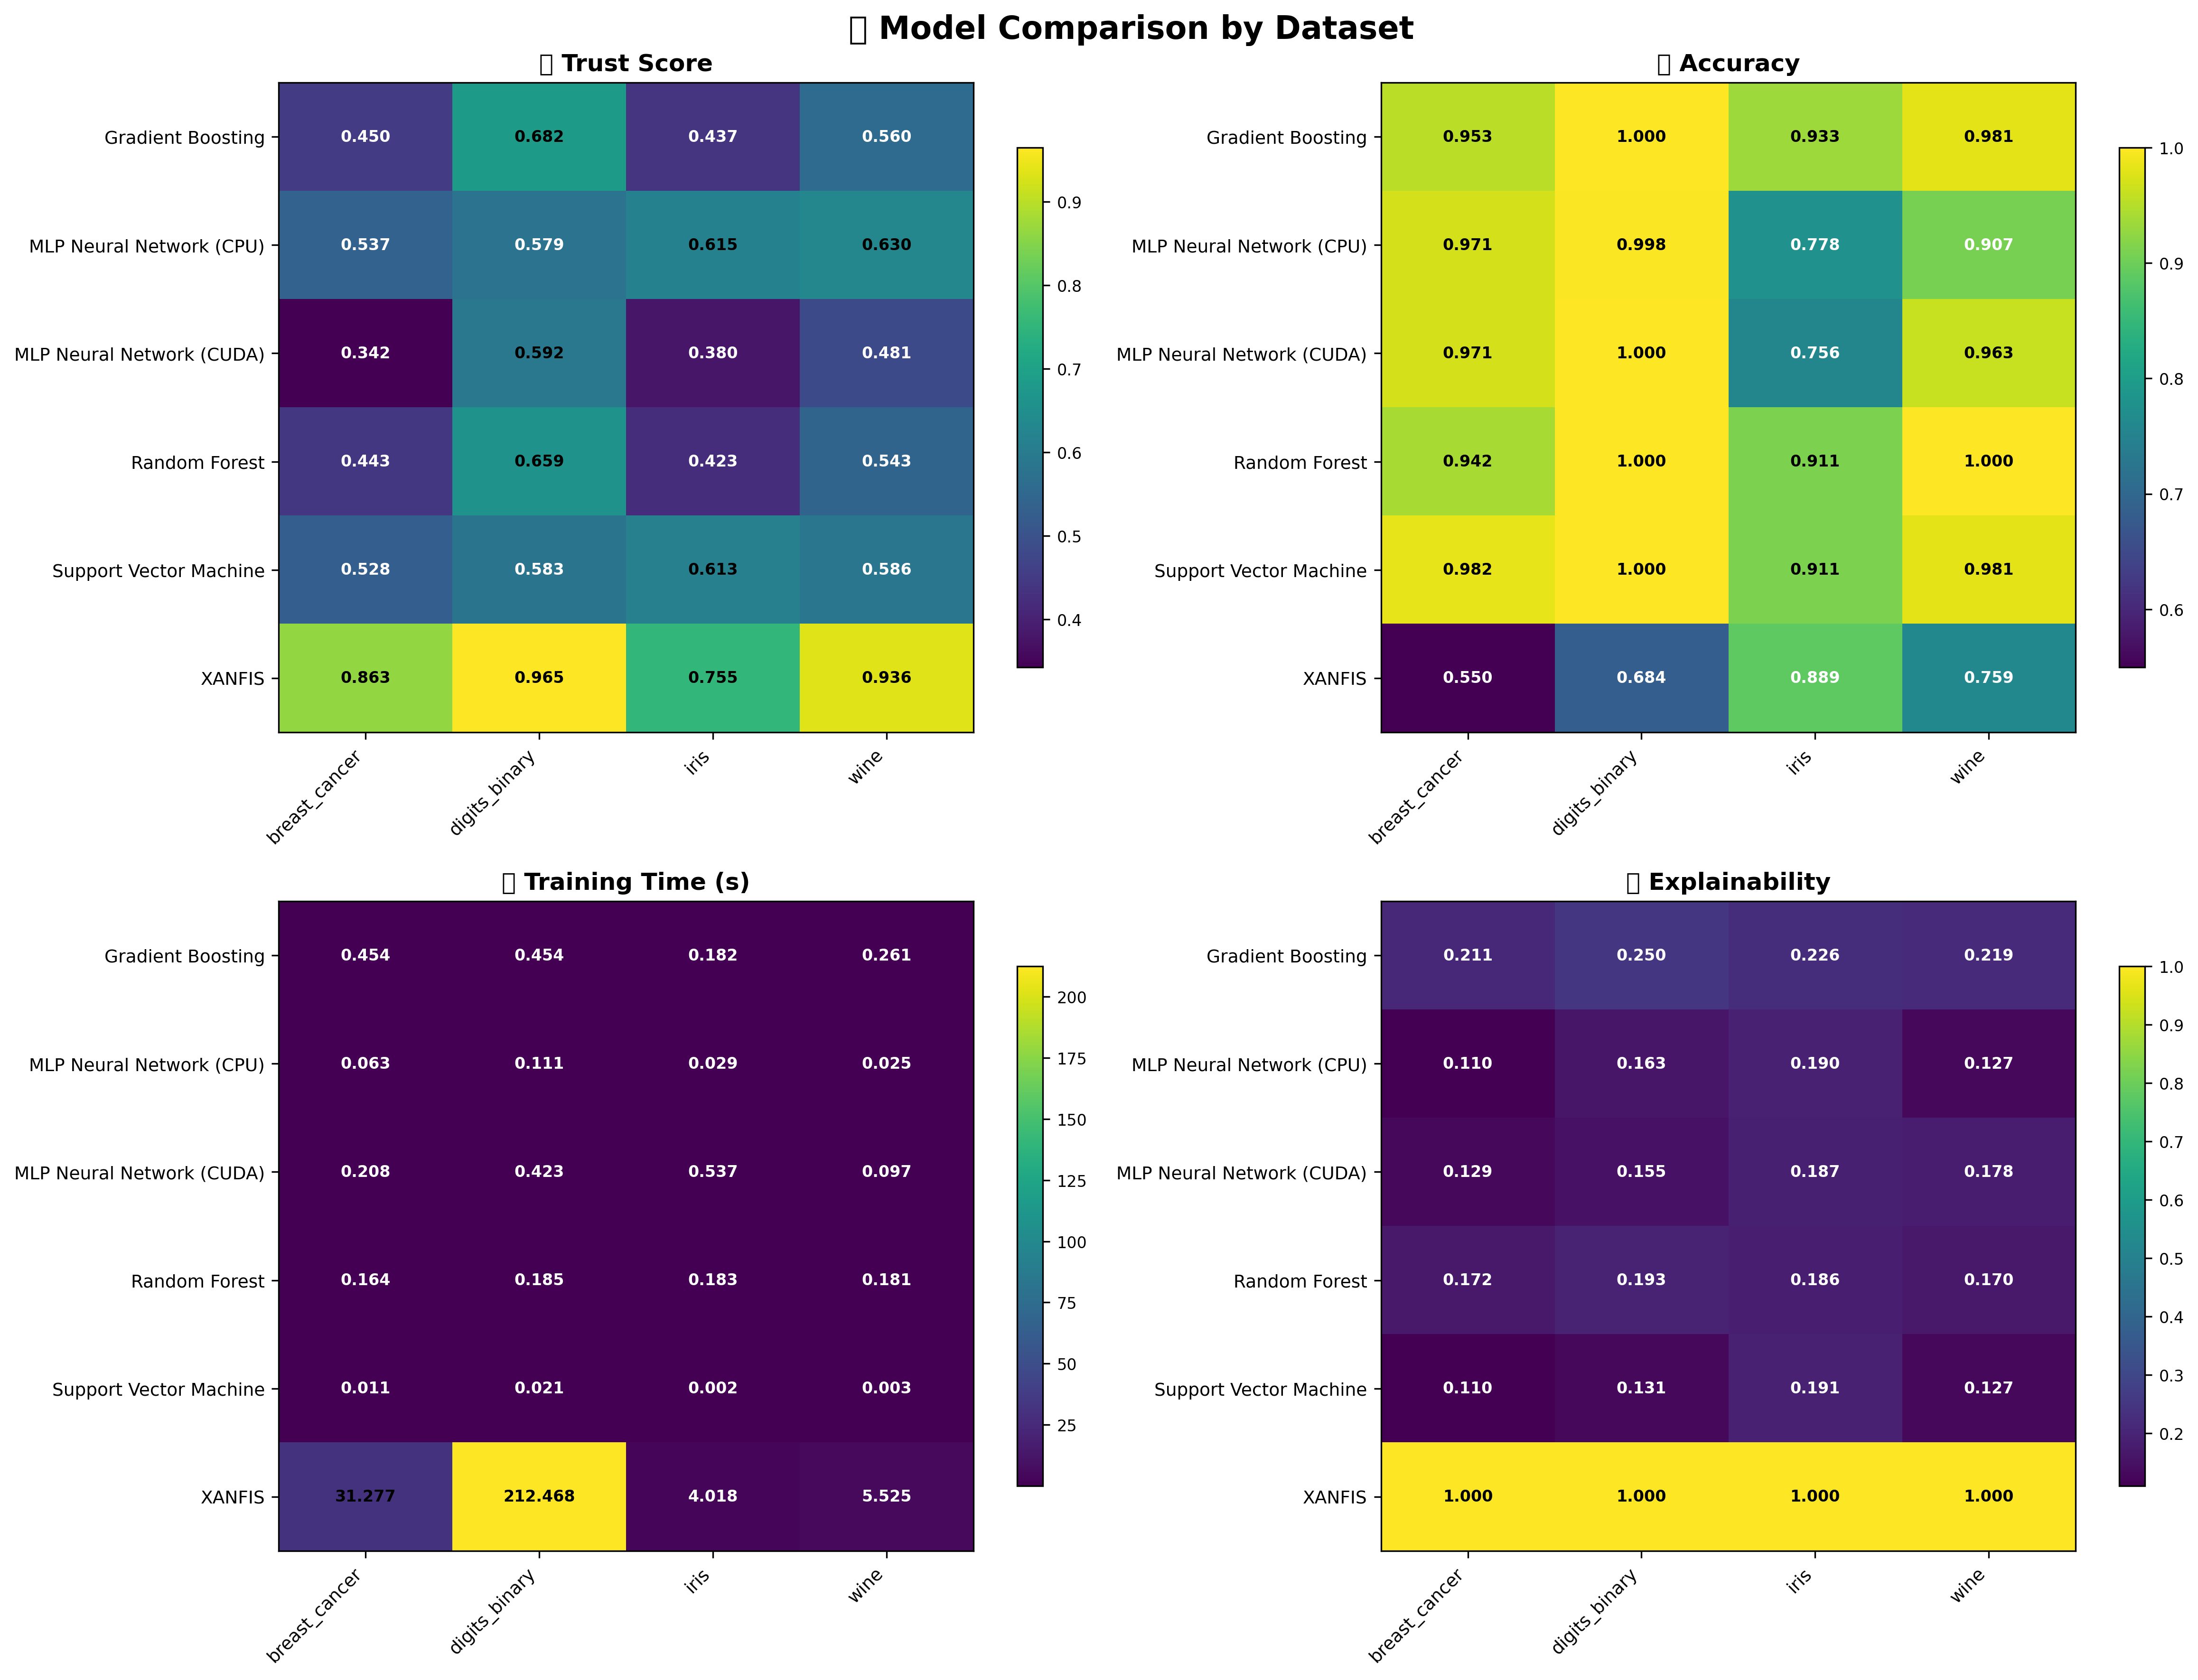 ▯ Model Comparison by Dataset
▯ Trust Score
Gradient Boosting 0.450 0.682 0.437 0.560
MLP Neural Network (CPU) 0.537 0.579 0.615 0.630
MLP Neural Network (CUDA) 0.342 0.592 0.380 0.481
Random Forest 0.443 0.659 0.423 0.543
Support Vector Machine 0.528 0.583 0.613 0.586
XANFIS 0.863 0.965 0.755 0.936
breast_cancer digits_binary iris wine
0.9
0.8
0.7
0.6
0.5
0.4
▯ Accuracy
Gradient Boosting 0.953 1.000 0.933 0.981
MLP Neural Network (CPU) 0.971 0.998 0.778 0.907
MLP Neural Network (CUDA) 0.971 1.000 0.756 0.963
Random Forest 0.942 1.000 0.911 1.000
Support Vector Machine 0.982 1.000 0.911 0.981
XANFIS 0.550 0.684 0.889 0.759
breast_cancer digits_binary iris wine
1.0
0.9
0.8
0.7
0.6
▯ Training Time (s)
Gradient Boosting 0.454 0.454 0.182 0.261
MLP Neural Network (CPU) 0.063 0.111 0.029 0.025
MLP Neural Network (CUDA) 0.208 0.423 0.537 0.097
Random Forest 0.164 0.185 0.183 0.181
Support Vector Machine 0.011 0.021 0.002 0.003
XANFIS 31.277 212.468 4.018 5.525
breast_cancer digits_binary iris wine
200
175
150
125
100
75
50
25
▯ Explainability
Gradient Boosting 0.211 0.250 0.226 0.219
MLP Neural Network (CPU) 0.110 0.163 0.190 0.127
MLP Neural Network (CUDA) 0.129 0.155 0.187 0.178
Random Forest 0.172 0.193 0.186 0.170
Support Vector Machine 0.110 0.131 0.191 0.127
XANFIS 1.000 1.000 1.000 1.000
breast_cancer digits_binary iris wine
1.0
0.9
0.8
0.7
0.6
0.5
0.4
0.3
0.2